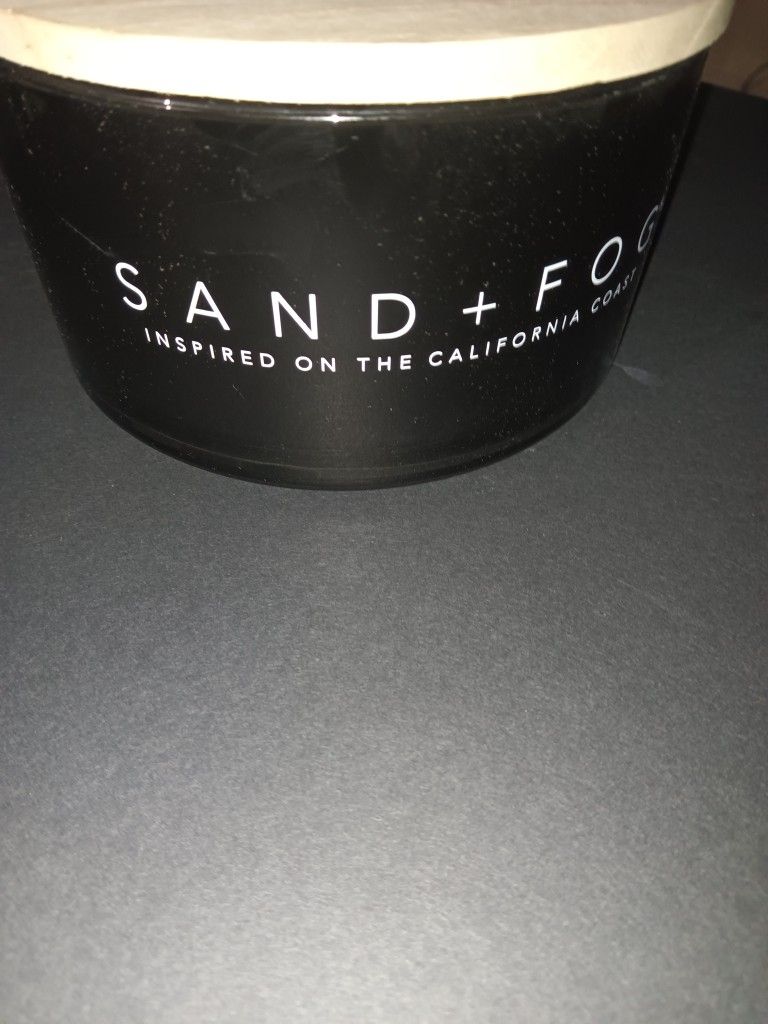 SAND + FOG
INSPIRED ON THE CALIFORNIA COAST